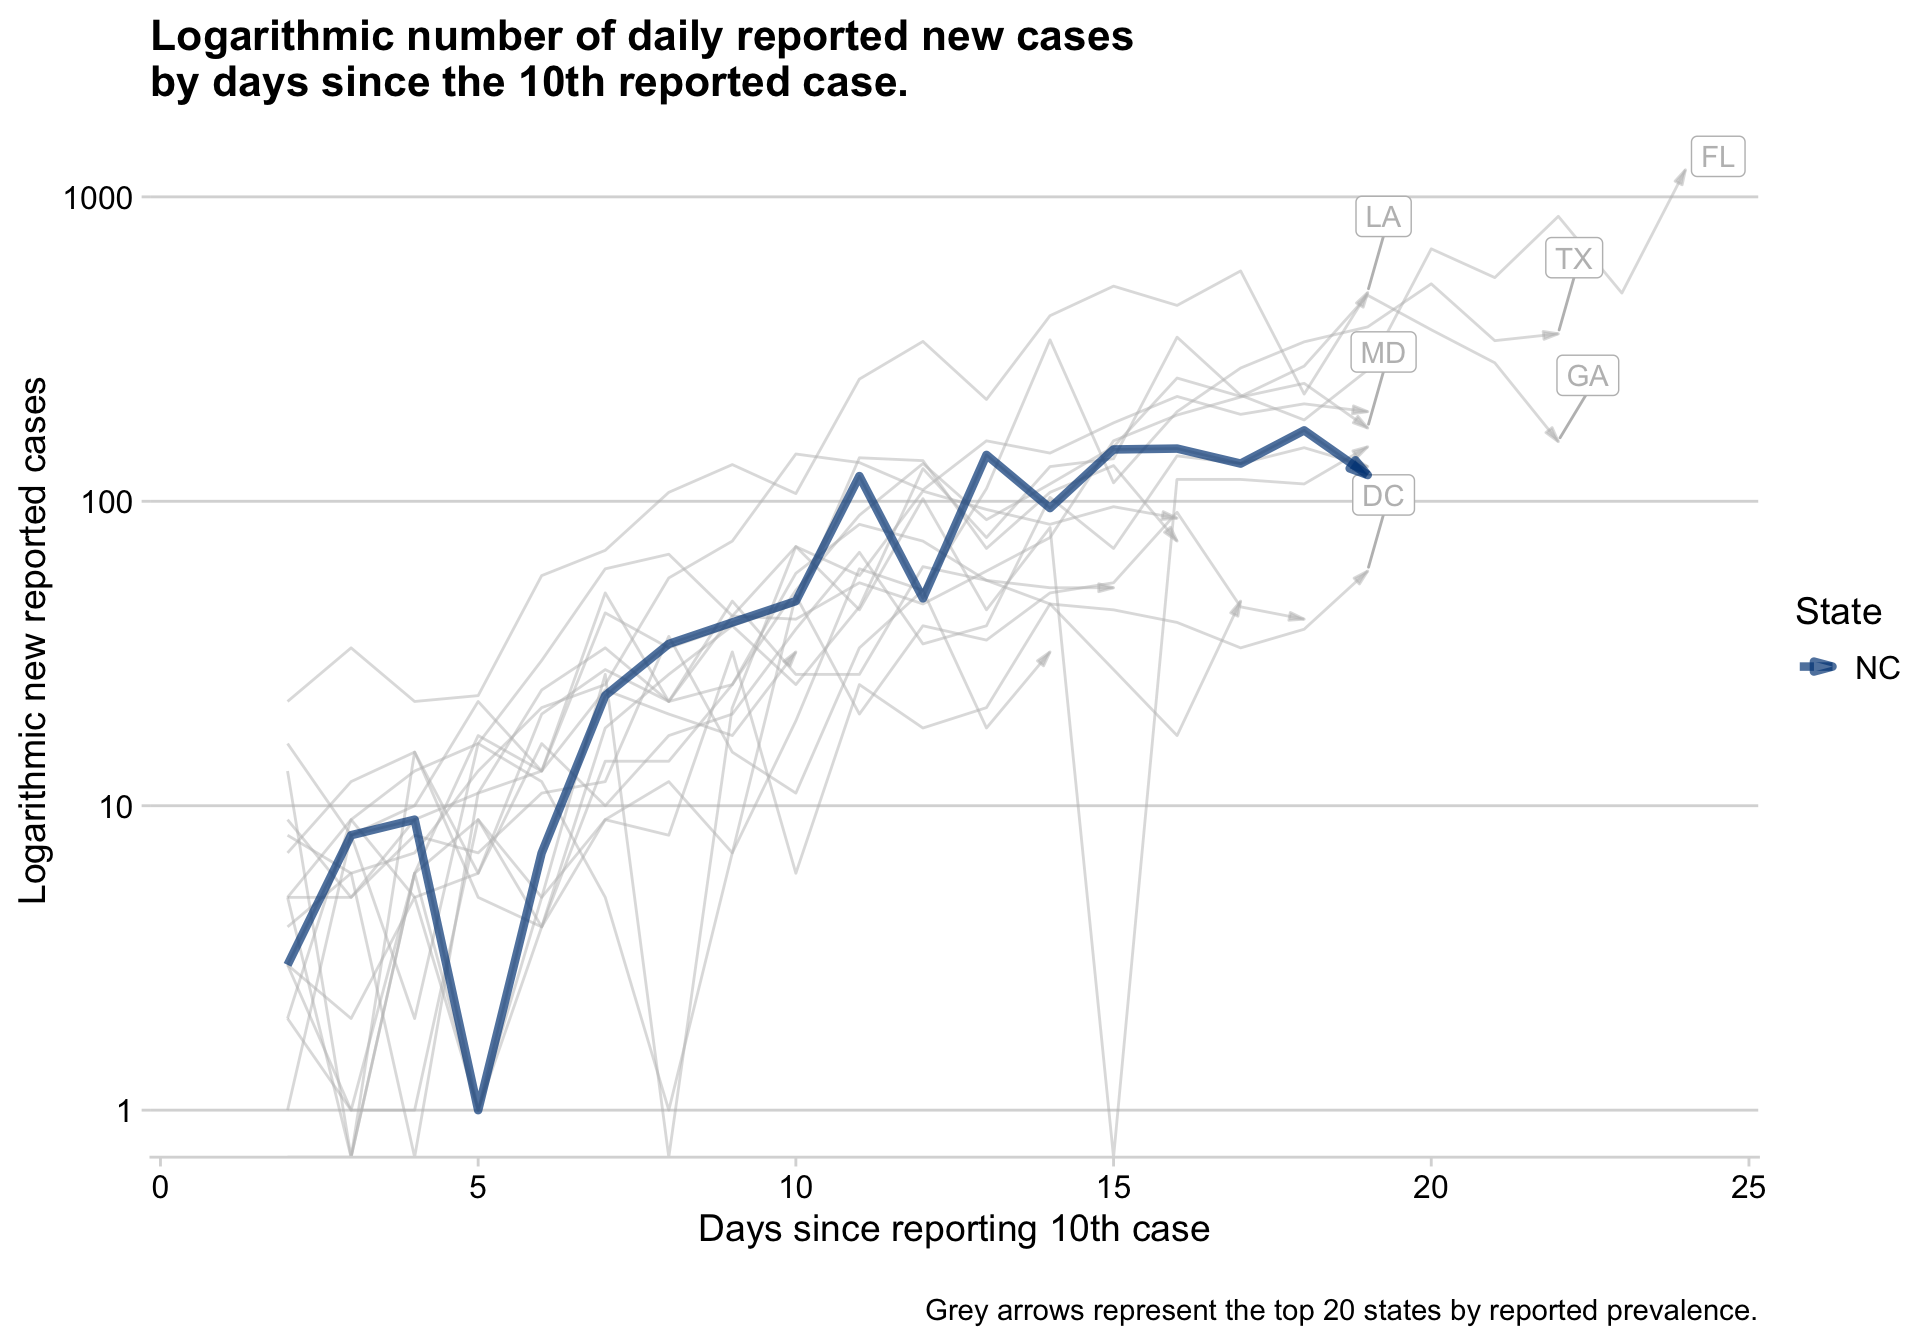 Logarithmic number of daily reported new cases
by days since the 10th reported case.
FL
1000
LA
TX
MD
GA
100
DC
Logarithmic new reported cases
State
NC
10
1
0 5 10 15 20 25
Days since reporting 10th case
Grey arrows represent the top 20 states by reported prevalence.